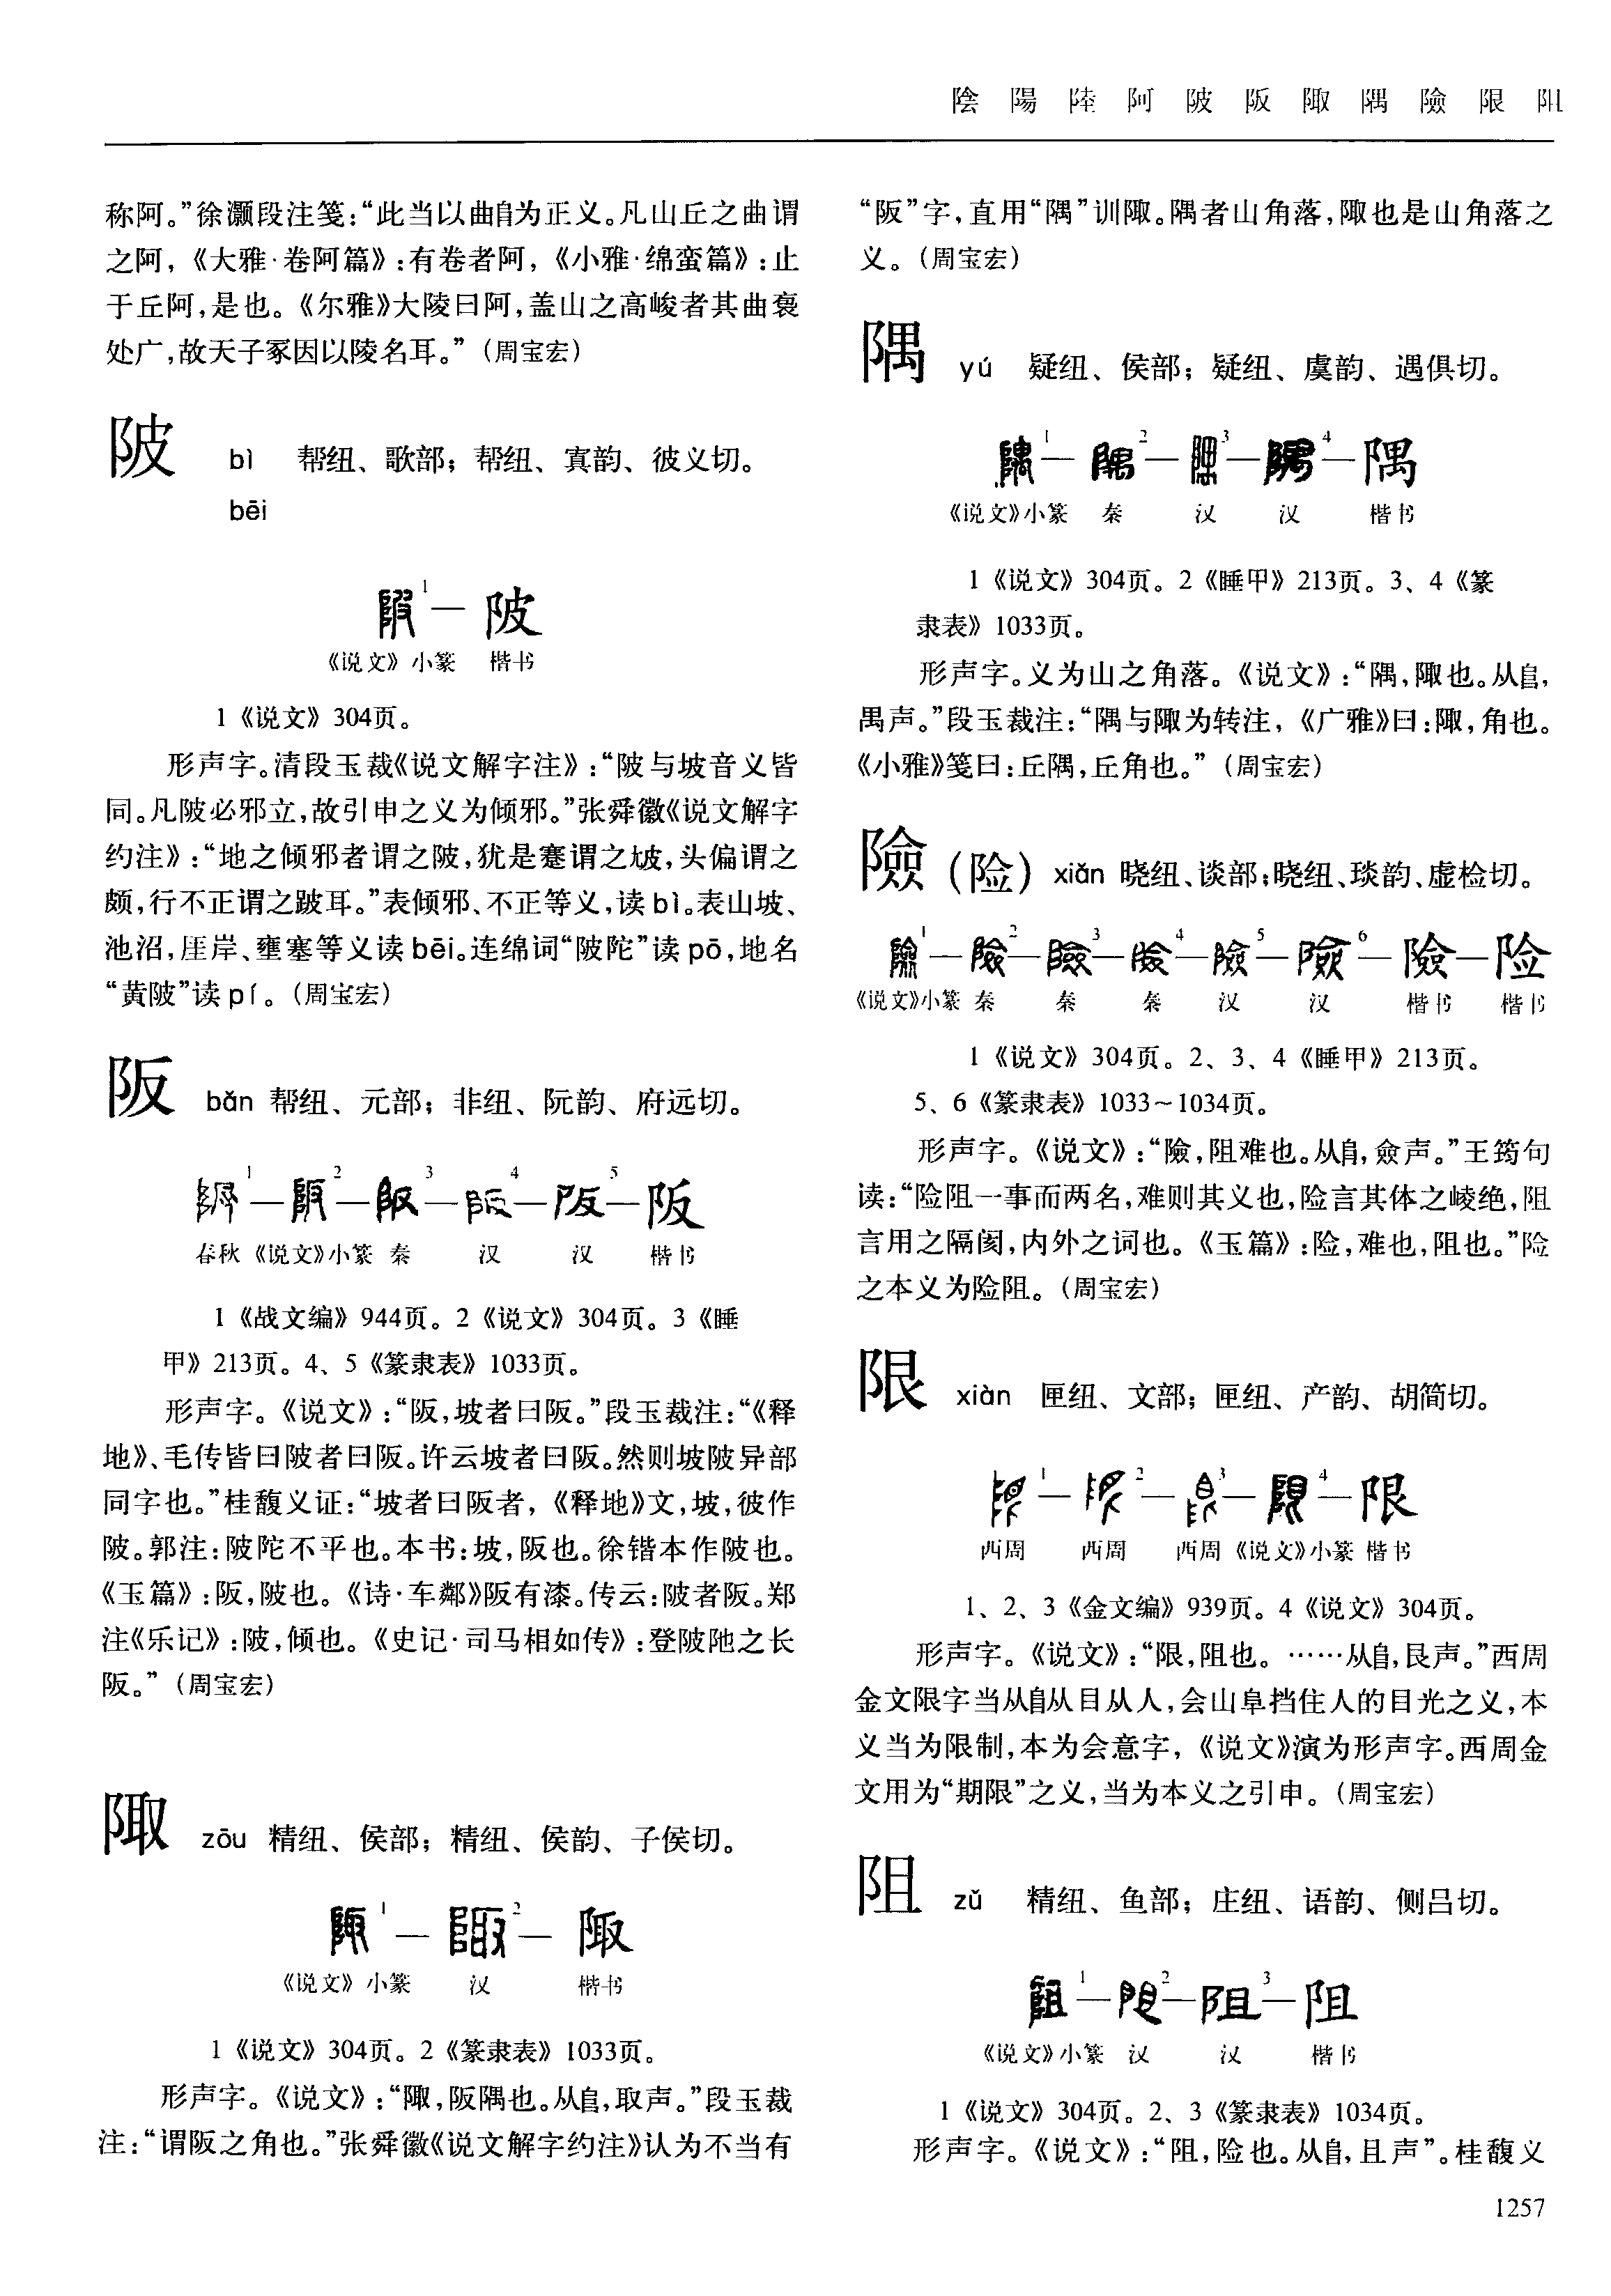 陰 陽 陸 阿 陂 阪 陬 隅 險 限 阻
称阿。”徐灏段注笺：“此当以曲𨸏为正义。凡山丘之曲谓
之阿，《大雅·卷阿篇》：有卷者阿，《小雅·绵蛮篇》：止
于丘阿，是也。《尔雅》大陵曰阿，盖山之高峻者其曲裒
处广，故天子冢因以陵名耳。”（周宝宏）
陂 bì 帮纽、歌部；帮纽、寘韵、彼义切。
bēi
1— 陂
《说文》小篆 楷书
1《说文》304页。
形声字。清段玉裁《说文解字注》：“陂与坡音义皆
同。凡陂必邪立，故引申之义为倾邪。”张舜徽《说文解字
约注》：“地之倾邪者谓之陂，犹是蹇谓之㝿，头偏谓之
颇，行不正谓之跛耳。”表倾邪、不正等义，读bì。表山坡、
池沼，厓岸、壅塞等义读bēi。连绵词“陂陀”读pō，地名
“黄陂”读pí。（周宝宏）
阪 bǎn 帮纽、元部；非纽、阮韵、府远切。
1— 2— 3— 4— 5— 阪
春秋 《说文》小篆 秦 汉 汉 楷书
1《战文编》944页。2《说文》304页。3《睡
甲》213页。4、5《篆隶表》1033页。
形声字。《说文》：“阪，坡者曰阪。”段玉裁注：“《释
地》、毛传皆曰陂者曰阪。许云坡者曰阪。然则坡陂异部
同字也。”桂馥义证：“坡者曰阪者，《释地》文，坡，彼作
陂。郭注：陂陀不平也。本书：坡，阪也。徐锴本作陂也。
《玉篇》：阪，陂也。《诗·车鄰》阪有漆。传云：陂者阪。郑
注《乐记》：陂，倾也。《史记·司马相如传》：登陂阤之长
阪。”（周宝宏）
陬 zōu 精纽、侯部；精纽、侯韵、子侯切。
1— 2— 陬
《说文》小篆 汉 楷书
1《说文》304页。2《篆隶表》1033页。
形声字。《说文》：“陬，阪隅也。从𨸏，取声。”段玉裁
注：“谓阪之角也。”张舜徽《说文解字约注》认为不当有
“阪”字，直用“隅”训陬。隅者山角落，陬也是山角落之
义。（周宝宏）
隅 yú 疑纽、侯部；疑纽、虞韵、遇俱切。
1— 2— 3— 4— 隅
《说文》小篆 秦 汉 汉 楷书
1《说文》304页。2《睡甲》213页。3、4《篆
隶表》1033页。
形声字。义为山之角落。《说文》：“隅，陬也。从𨸏，
禺声。”段玉裁注：“隅与陬为转注，《广雅》曰：陬，角也。
《小雅》笺曰：丘隅，丘角也。”（周宝宏）
險（险）xiǎn 晓纽、谈部；晓纽、琰韵、虚检切。
1— 2— 3— 4— 5— 6— 險— 险
《说文》小篆 秦 秦 秦 汉 汉 楷书 楷书
1《说文》304页。2、3、4《睡甲》213页。
5、6《篆隶表》1033～1034页。
形声字。《说文》：“險，阻难也。从𨸏，僉声。”王筠句
读：“险阻一事而两名，难则其义也，险言其体之崚绝，阻
言用之隔阂，内外之词也。《玉篇》：险，难也，阻也。”险
之本义为险阻。（周宝宏）
限 xiàn 匣纽、文部；匣纽、产韵、胡简切。
1— 2— 3— 4— 限
西周 西周 西周 《说文》小篆 楷书
1、2、3《金文编》939页。4《说文》304页。
形声字。《说文》：“限，阻也。……从𨸏，艮声。”西周
金文限字当从𨸏从目从人，会山阜挡住人的目光之义，本
义当为限制，本为会意字，《说文》演为形声字。西周金
文用为“期限”之义，当为本义之引申。（周宝宏）
阻 zǔ 精纽、鱼部；庄纽、语韵、侧吕切。
1— 2— 3— 阻
《说文》小篆 汉 汉 楷书
1《说文》304页。2、3《篆隶表》1034页。
形声字。《说文》：“阻，险也。从𨸏，且声”。桂馥义
1257